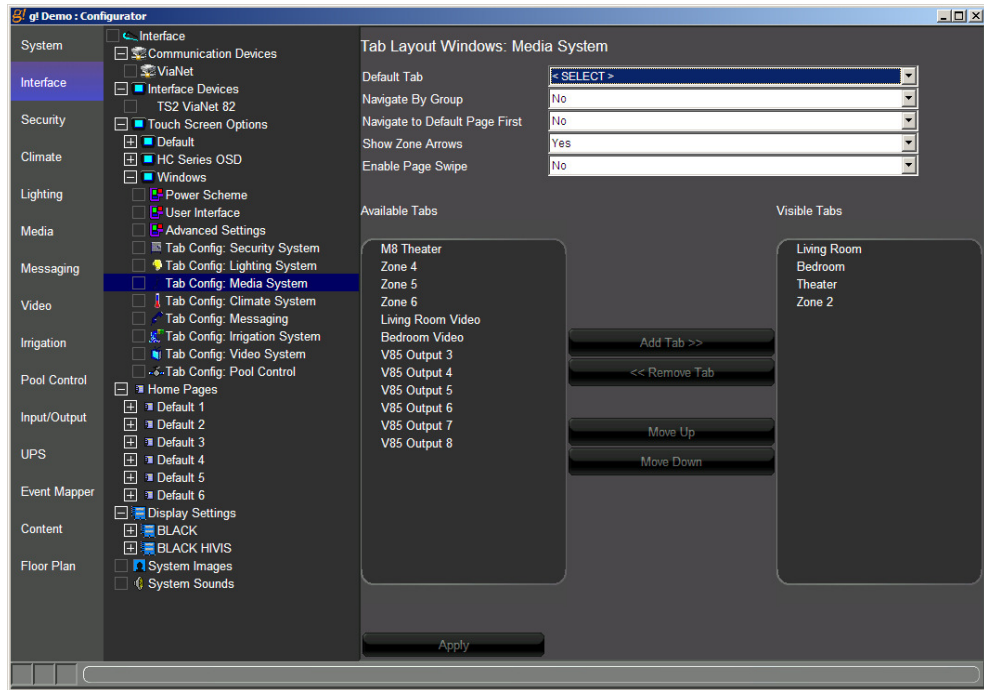 g! g! Demo : Configurator
System
Interface
Security
Climate
Lighting
Media
Messaging
Video
Irrigation
Pool Control
Input/Output
UPS
Event Mapper
Content
Floor Plan
Interface
Communication Devices
ViaNet
Interface Devices
TS2 ViaNet 82
Touch Screen Options
Default
HC Series OSD
Windows
Power Scheme
User Interface
Advanced Settings
Tab Config: Security System
Tab Config: Lighting System
Tab Config: Media System
Tab Config: Climate System
Tab Config: Messaging
Tab Config: Irrigation System
Tab Config: Video System
Tab Config: Pool Control
Home Pages
Default 1
Default 2
Default 3
Default 4
Default 5
Default 6
Display Settings
BLACK
BLACK HIVIS
System Images
System Sounds
Tab Layout Windows: Media System
Default Tab < SELECT >
Navigate By Group No
Navigate to Default Page First No
Show Zone Arrows Yes
Enable Page Swipe No
Available Tabs
M8 Theater
Zone 4
Zone 5
Zone 6
Living Room Video
Bedroom Video
V85 Output 3
V85 Output 4
V85 Output 5
V85 Output 6
V85 Output 7
V85 Output 8
Add Tab >>
<< Remove Tab
Move Up
Move Down
Visible Tabs
Living Room
Bedroom
Theater
Zone 2
Apply